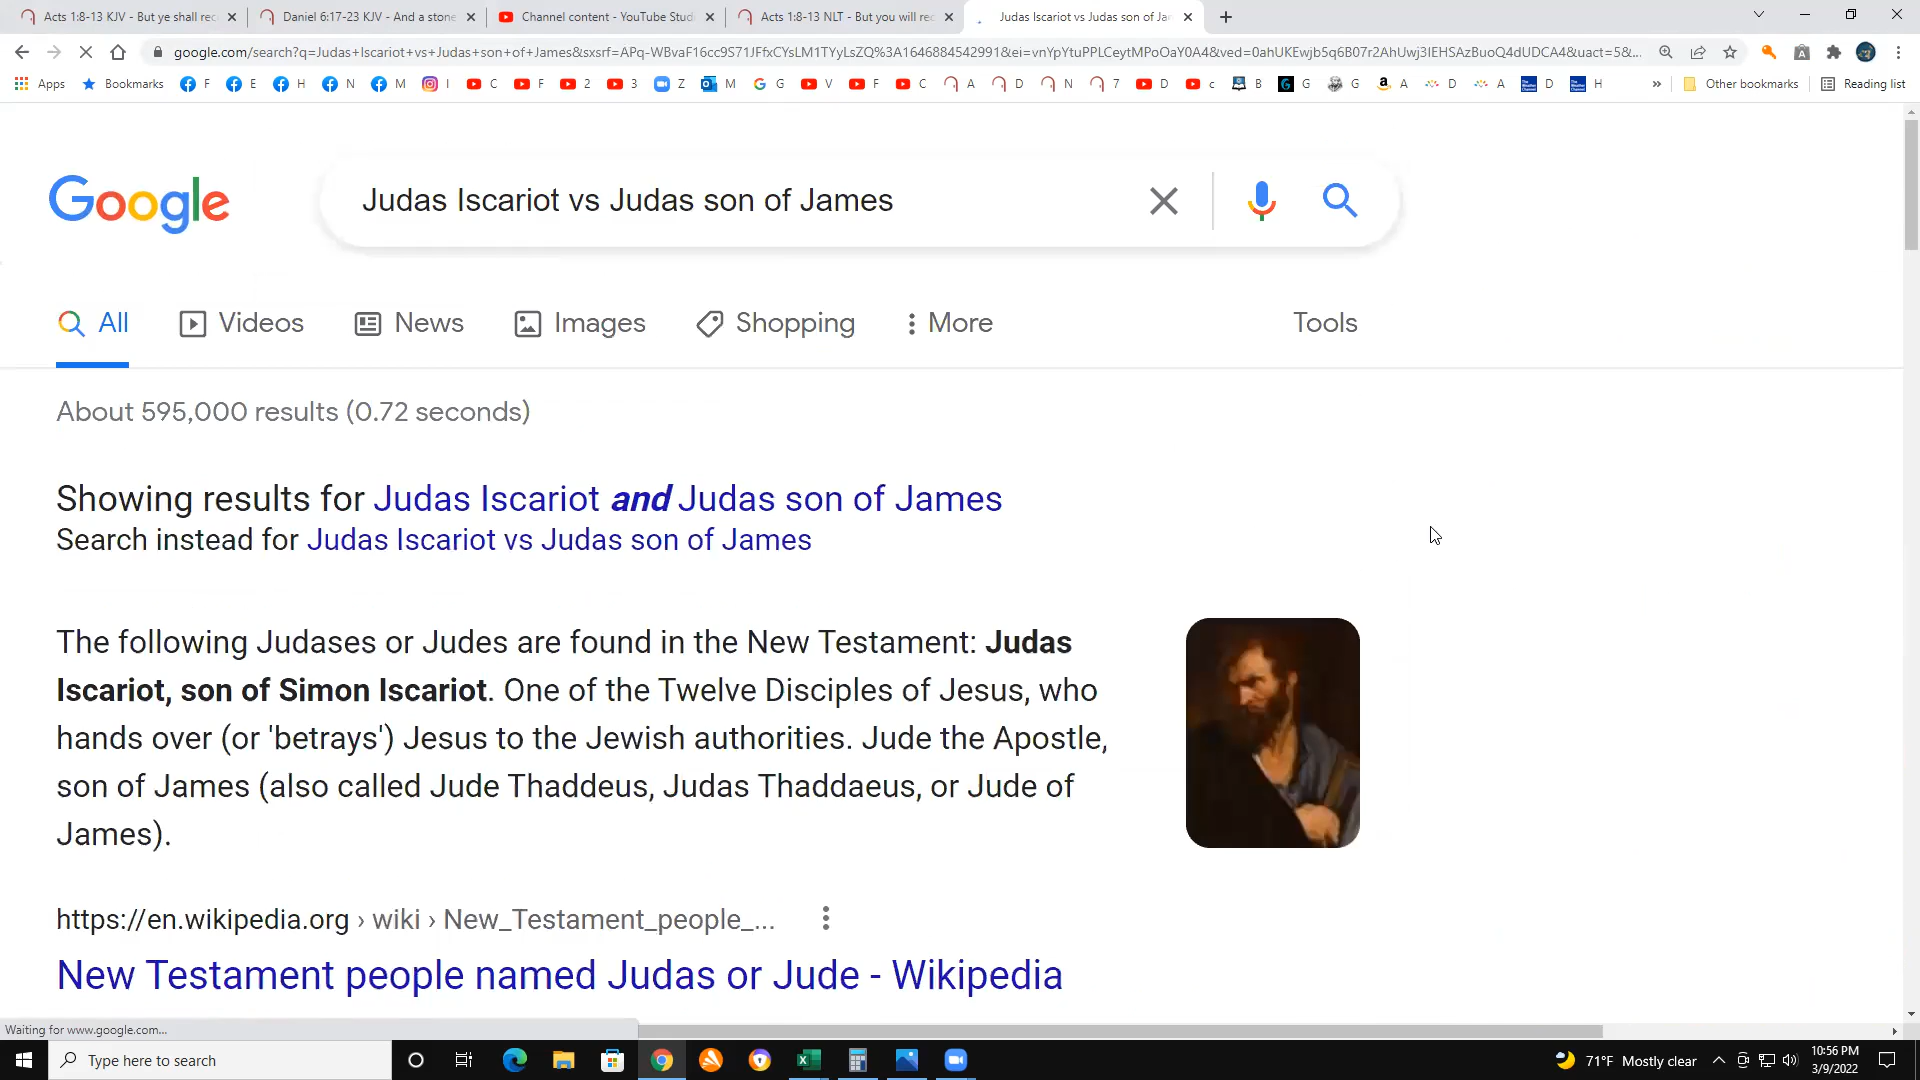 Acts 1:8-13 KJV - But ye shall rec
Daniel 6:17-23 KJV - And a stone
Channel content - YouTube Stud
Acts 1:8-13 NLT - But you will rec
Judas Iscariot vs Judas son of Jar
google.com/search?q=Judas+Iscariot+vs+Judas+son+of+James&sxsrf=APq-WBvaF16cc9S71JFfxCYsLM1TYyLsZQ%3A1646884542991&ei=vnYpYtuPPLCeytMPoOaY0A4&ved=0ahUKEwjb5q6B07r2AhUwj3IEHSAzBuoQ4dUDCA4&uact=5&...
Apps Bookmarks F E H N M I C F 2 3 Z M G V F C A D N 7 D c B G G A D A D H » Other bookmarks Reading list
Google
Judas Iscariot vs Judas son of James
All Videos News Images Shopping More Tools
About 595,000 results (0.72 seconds)
Showing results for Judas Iscariot and Judas son of James
Search instead for Judas Iscariot vs Judas son of James
The following Judases or Judes are found in the New Testament: Judas
Iscariot, son of Simon Iscariot. One of the Twelve Disciples of Jesus, who
hands over (or 'betrays') Jesus to the Jewish authorities. Jude the Apostle,
son of James (also called Jude Thaddeus, Judas Thaddaeus, or Jude of
James).
https://en.wikipedia.org › wiki › New_Testament_people_...
New Testament people named Judas or Jude - Wikipedia
Waiting for www.google.com...
Type here to search
71°F Mostly clear
10:56 PM
3/9/2022